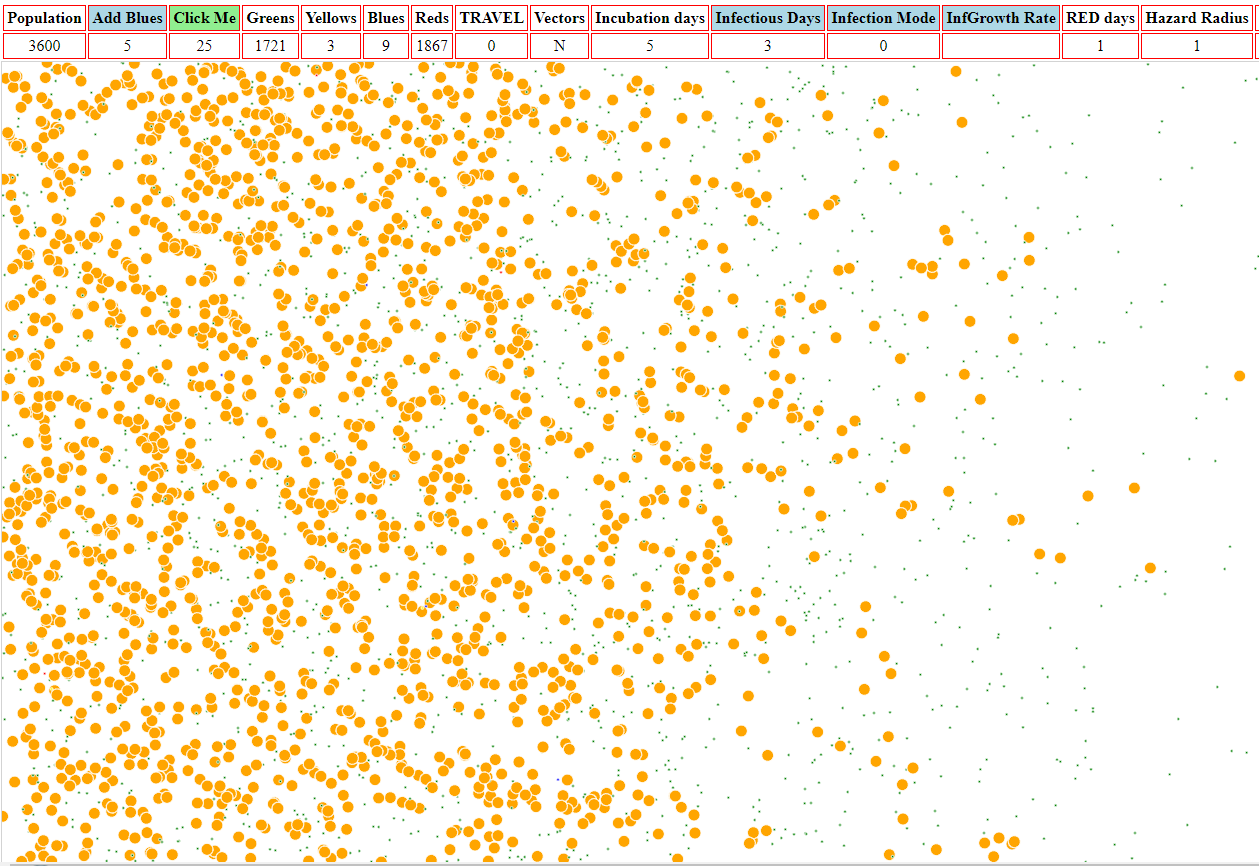 Population Add Blues Click Me Greens Yellows Blues Reds TRAVEL Vectors Incubation days Infectious Days Infection Mode InfGrowth Rate RED days Hazard Radius
3600 5 25 1721 3 9 1867 0 N 5 3 0 1 1